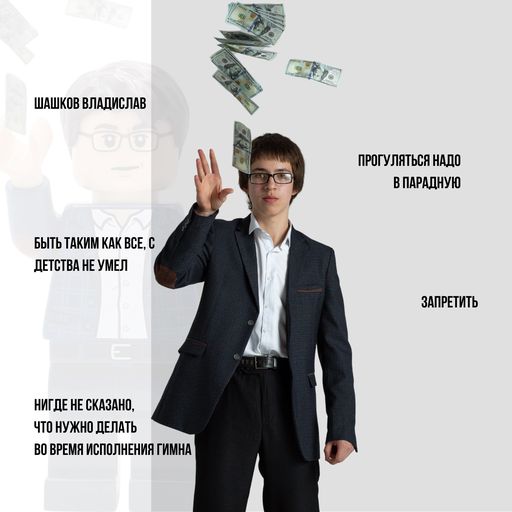 ШАШКОВ ВЛАДИСЛАВ
ПРОГУЛЯТЬСЯ НАДО
В ПАРАДНУЮ
БЫТЬ ТАКИМ КАК ВСЕ, С
ДЕТСТВА НЕ УМЕЛ
ЗАПРЕТИТЬ
НИГДЕ НЕ СКАЗАНО,
ЧТО НУЖНО ДЕЛАТЬ
ВО ВРЕМЯ ИСПОЛНЕНИЯ ГИМНА